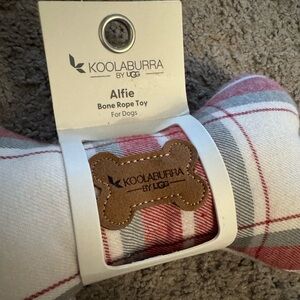 KOOLABURRA
BY UGG
Alfie
Bone Rope Toy
For Dogs
KOOLABURRA
BY UGG